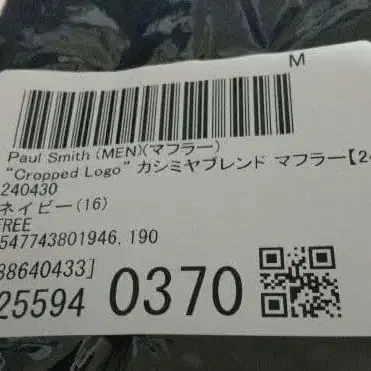 M
Paul Smith (MEN)(マフラー)
"Cropped Logo" カシミヤブレンド マフラー【24
240430
ネイビー(16)
FREE
547743801946.190
38640433]
25594 0370